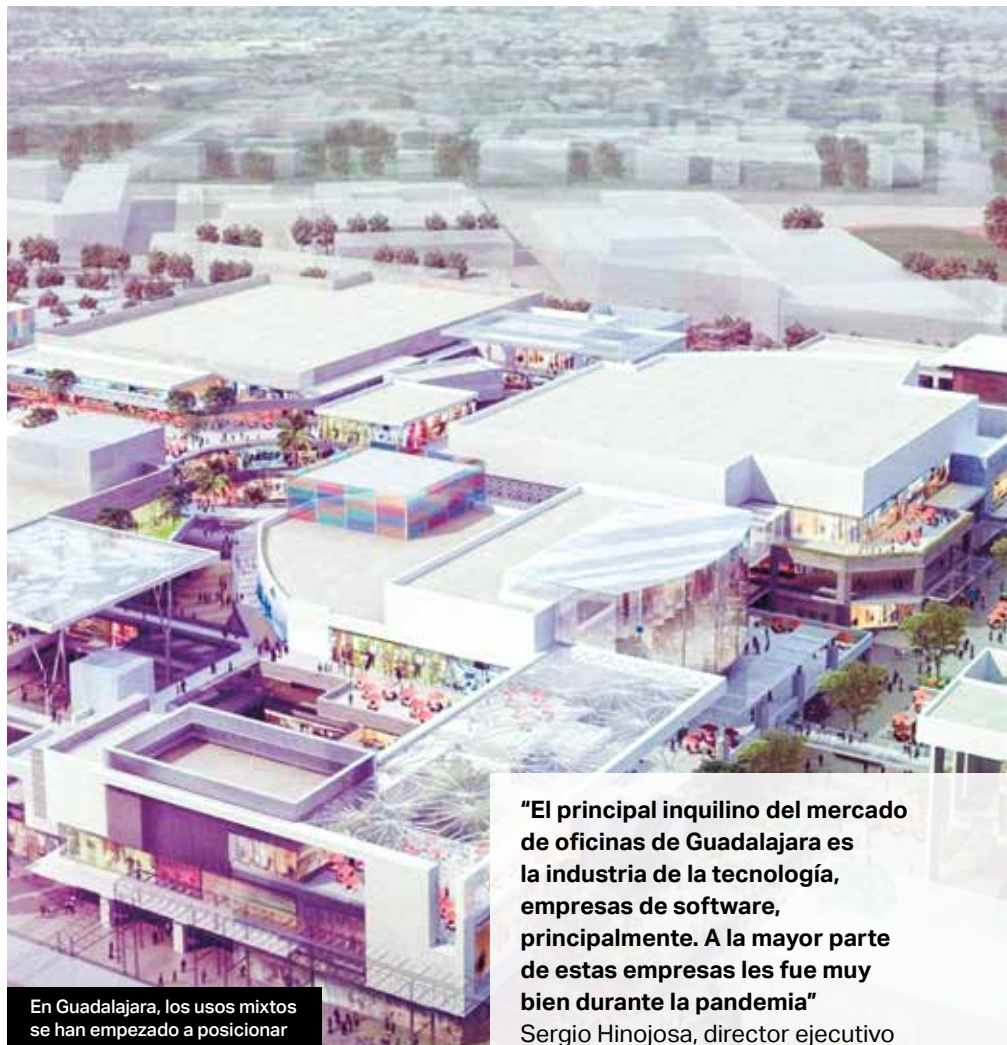 "El principal inquilino del mercado
de oficinas de Guadalajara es
la industria de la tecnología,
empresas de software,
principalmente. A la mayor parte
de estas empresas les fue muy
bien durante la pandemia"
Sergio Hinojosa, director ejecutivo
En Guadalajara, los usos mixtos
se han empezado a posicionar